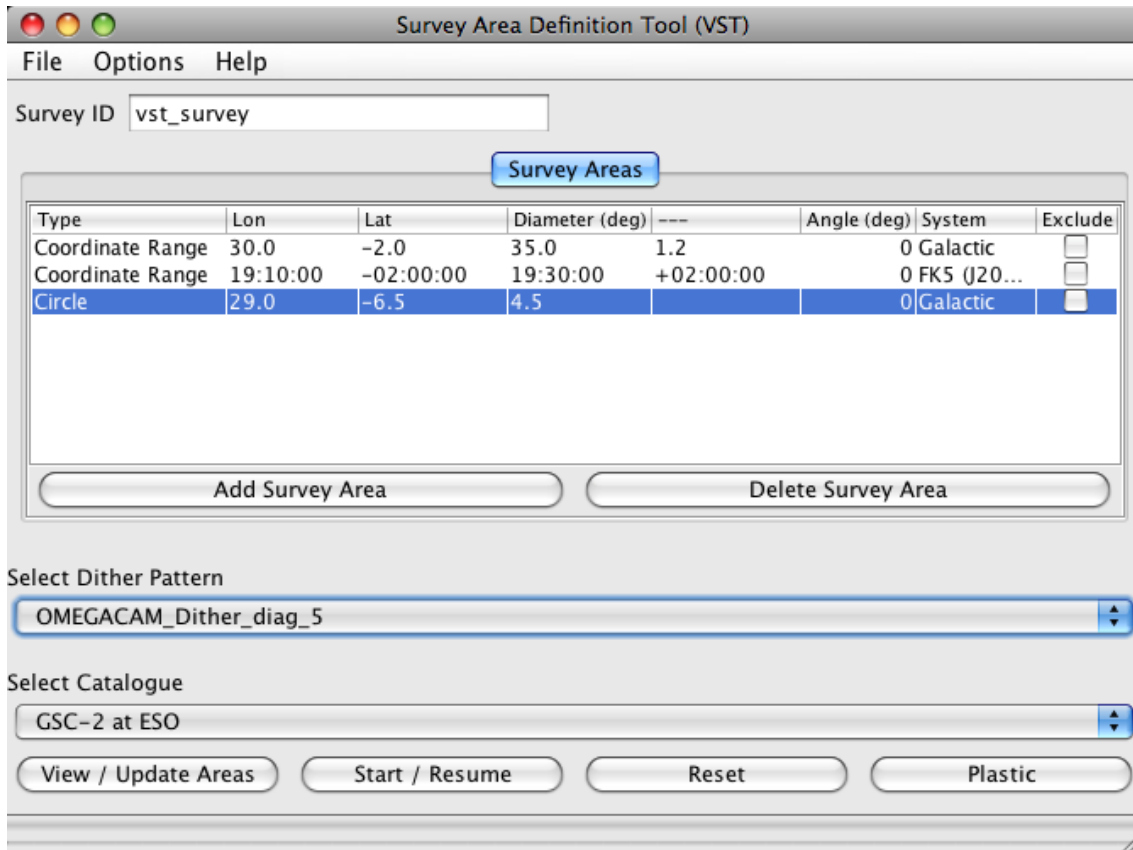 Survey Area Definition Tool (VST)
File Options Help
Survey ID vst_survey
Survey Areas
Type Lon Lat Diameter (deg) --- Angle (deg) System Exclude
Coordinate Range 30.0 -2.0 35.0 1.2 0 Galactic
Coordinate Range 19:10:00 -02:00:00 19:30:00 +02:00:00 0 FK5 (J20...
Circle 29.0 -6.5 4.5 0 Galactic
Add Survey Area Delete Survey Area
Select Dither Pattern
OMEGACAM_Dither_diag_5
Select Catalogue
GSC-2 at ESO
View / Update Areas Start / Resume Reset Plastic